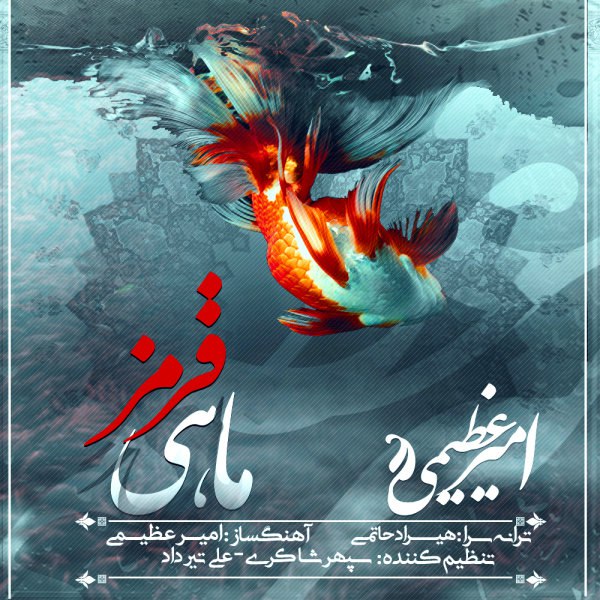 ماهی قرمز
امیر عظیمی
ترانه سرا: هیراد حاتمی آهنگساز: امیر عظیمی
تنظیم کننده: سپهر شاکری - علی تیرداد